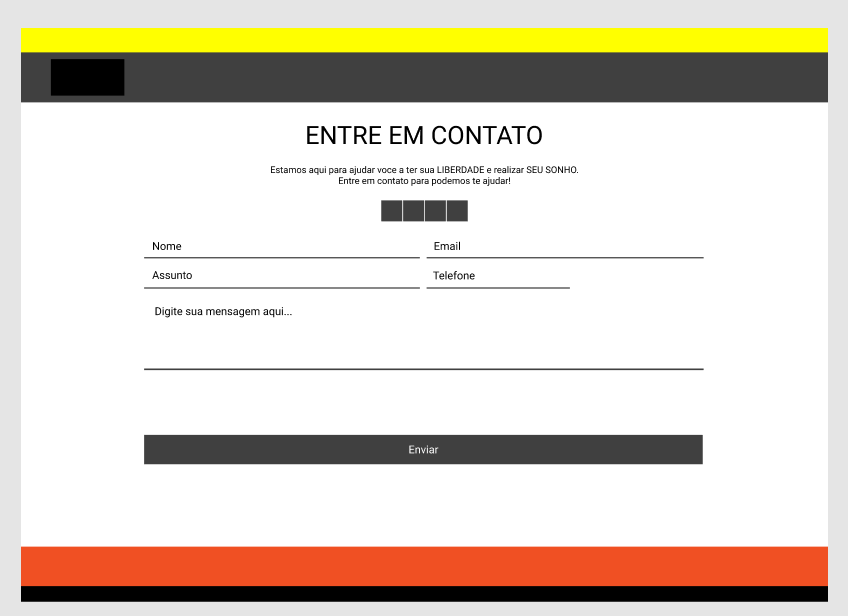 ENTRE EM CONTATO
Estamos aqui para ajudar voce a ter sua LIBERDADE e realizar SEU SONHO.
Entre em contato para podemos te ajudar!
Nome
Email
Assunto
Telefone
Digite sua mensagem aqui...
Enviar